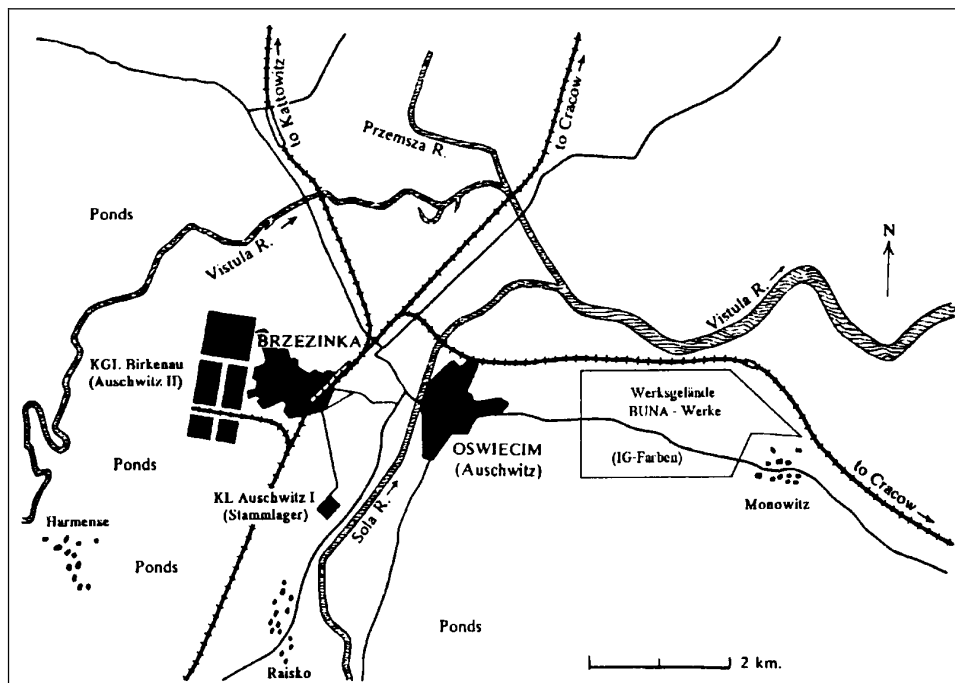 to Kattowitz
Przemsza R.
to Cracow
Ponds
Vistula R.
N
Vistula R.
BRZEZINKA
KGL Birkenau
(Auschwitz II)
Werksgelände
BUNA - Werke
(IG-Farben)
OSWIECIM
(Auschwitz)
to Cracow
Ponds
KL Auschwitz I
(Stammlager)
Sola R.
Monowitz
Harmense
Ponds
Ponds
Raisko
2 km.